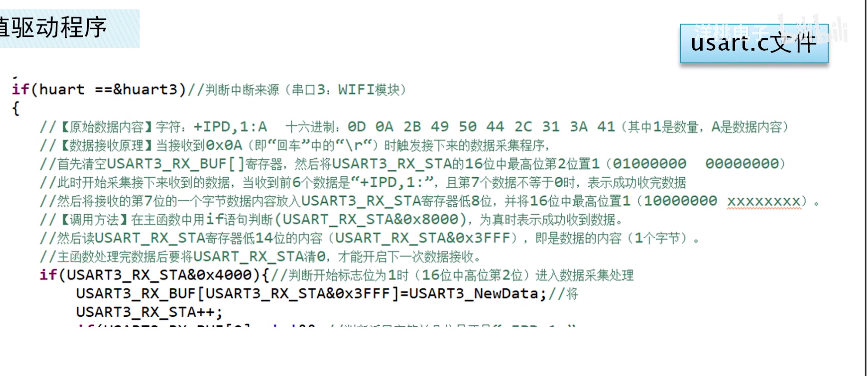 值驱动程序
usart.c文件
if(huart ==&huart3)//判断中断来源（串口3：WIFI模块）
{
//【原始数据内容】字符：+IPD,1:A 十六进制：0D 0A 2B 49 50 44 2C 31 3A 41（其中1是数量，A是数据内容）
//【数据接收原理】当接收到0x0A（即“回车”中的“\r“）时触发接下来的数据采集程序，
//首先清空USART3_RX_BUF[]寄存器，然后将USART3_RX_STA的16位中最高位第2位置1（01000000 00000000）
//此时开始采集接下来收到的数据，当收到前6个数据是“+IPD,1:”，且第7个数据不等于0时，表示成功收完数据
//然后将接收的第7位的一个字节数据内容放入USART3_RX_STA寄存器低8位，并将16位中最高位置1（10000000 xxxxxxxx）。
//【调用方法】在主函数中用if语句判断(USART_RX_STA&0x8000)，为真时表示成功收到数据。
//然后读USART_RX_STA寄存器低14位的内容（USART_RX_STA&0x3FFF），即是数据的内容（1个字节）。
//主函数处理完数据后要将USART_RX_STA清0，才能开启下一次数据接收。
if(USART3_RX_STA&0x4000){//判断开始标志位为1时（16位中高位第2位）进入数据采集处理
USART3_RX_BUF[USART3_RX_STA&0x3FFF]=USART3_NewData;//将
USART3_RX_STA++;